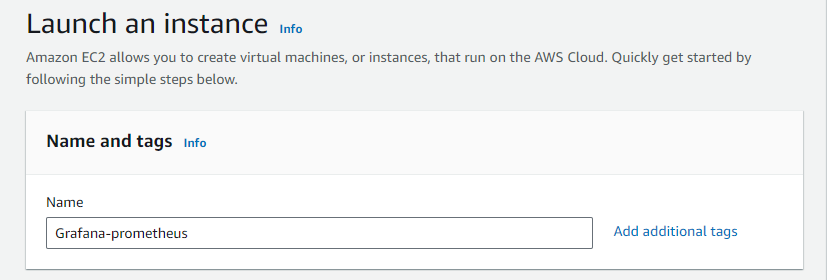 Launch an instance Info
Amazon EC2 allows you to create virtual machines, or instances, that run on the AWS Cloud. Quickly get started by
following the simple steps below.
Name and tags Info
Name
Grafana-prometheus Add additional tags